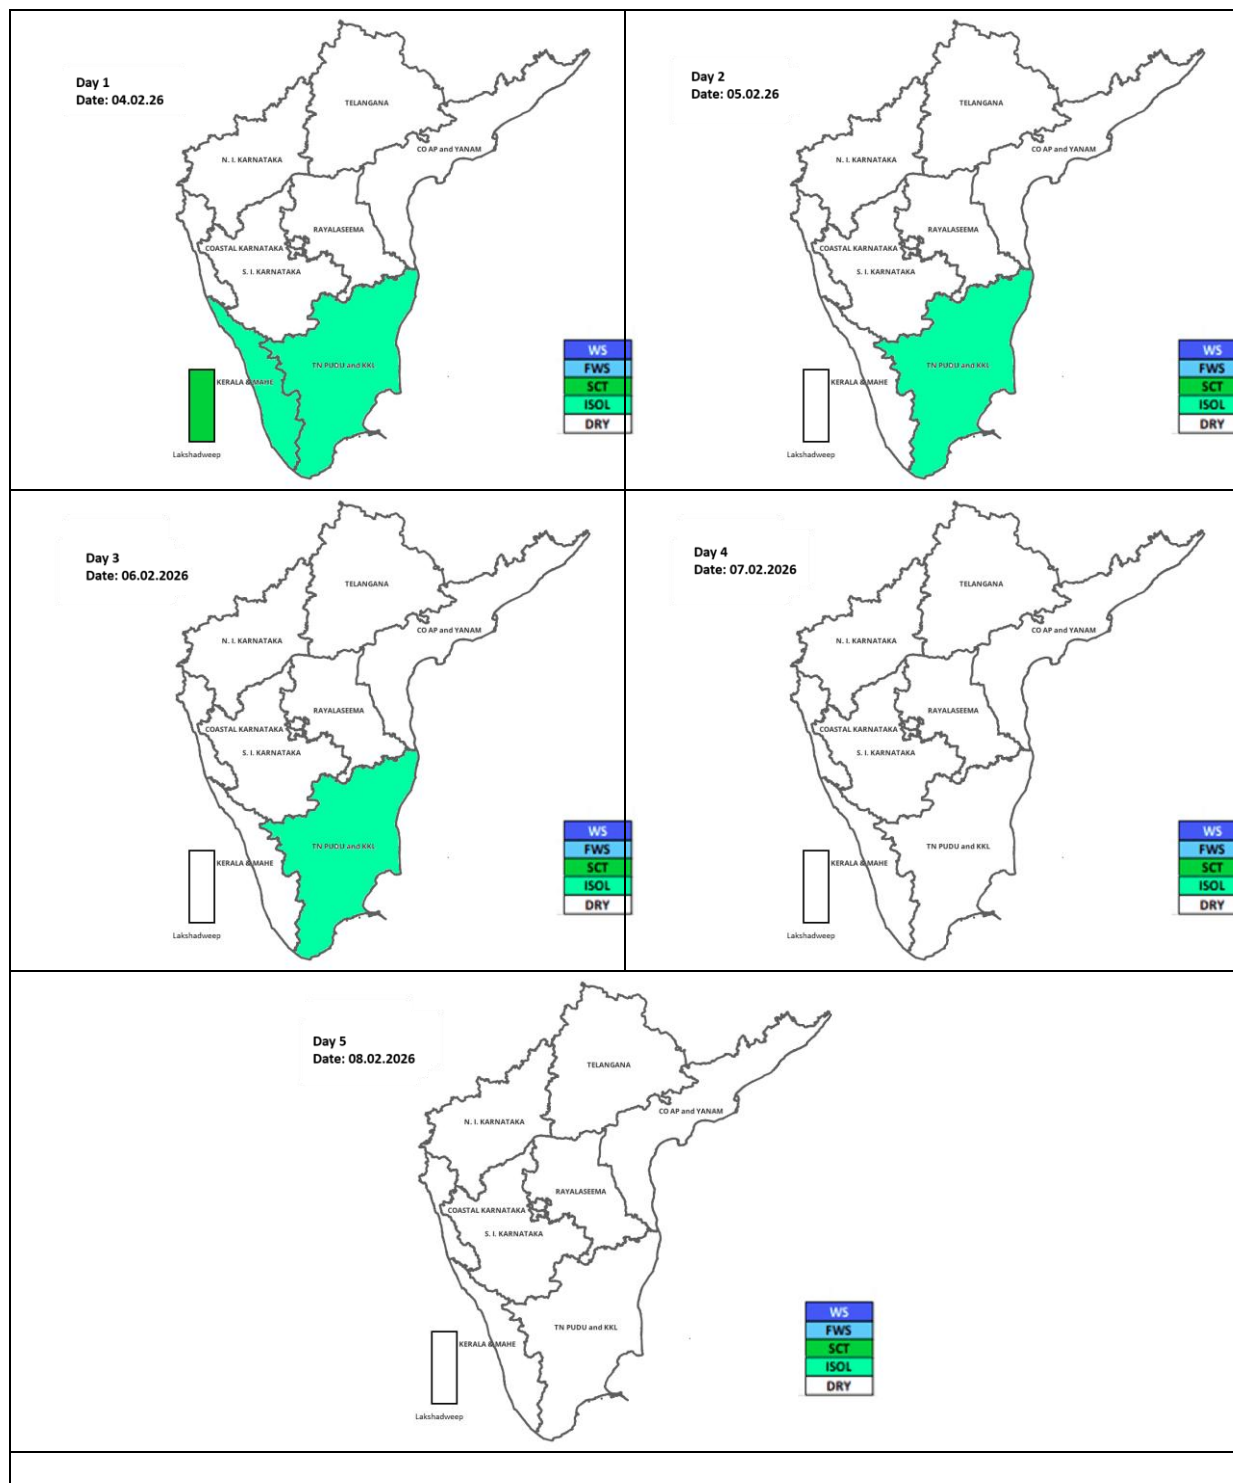 Day 1
Date: 04.02.26
TELANGANA
CO AP and YANAM
N. I. KARNATAKA
RAYALASEEMA
COASTAL KARNATAKA
S. I. KARNATAKA
TN PUDU and KKL
KERALA & MAHE
Lakshadweep
WS
FWS
SCT
ISOL
DRY
Day 2
Date: 05.02.26
TELANGANA
CO AP and YANAM
N. I. KARNATAKA
RAYALASEEMA
COASTAL KARNATAKA
S. I. KARNATAKA
TN PUDU and KKL
KERALA & MAHE
Lakshadweep
WS
FWS
SCT
ISOL
DRY
Day 3
Date: 06.02.2026
TELANGANA
CO AP and YANAM
N. I. KARNATAKA
RAYALASEEMA
COASTAL KARNATAKA
S. I. KARNATAKA
TN PUDU and KKL
KERALA & MAHE
Lakshadweep
WS
FWS
SCT
ISOL
DRY
Day 4
Date: 07.02.2026
TELANGANA
CO AP and YANAM
N. I. KARNATAKA
RAYALASEEMA
COASTAL KARNATAKA
S. I. KARNATAKA
TN PUDU and KKL
KERALA & MAHE
Lakshadweep
WS
FWS
SCT
ISOL
DRY
Day 5
Date: 08.02.2026
TELANGANA
CO AP and YANAM
N. I. KARNATAKA
RAYALASEEMA
COASTAL KARNATAKA
S. I. KARNATAKA
TN PUDU and KKL
KERALA & MAHE
Lakshadweep
WS
FWS
SCT
ISOL
DRY